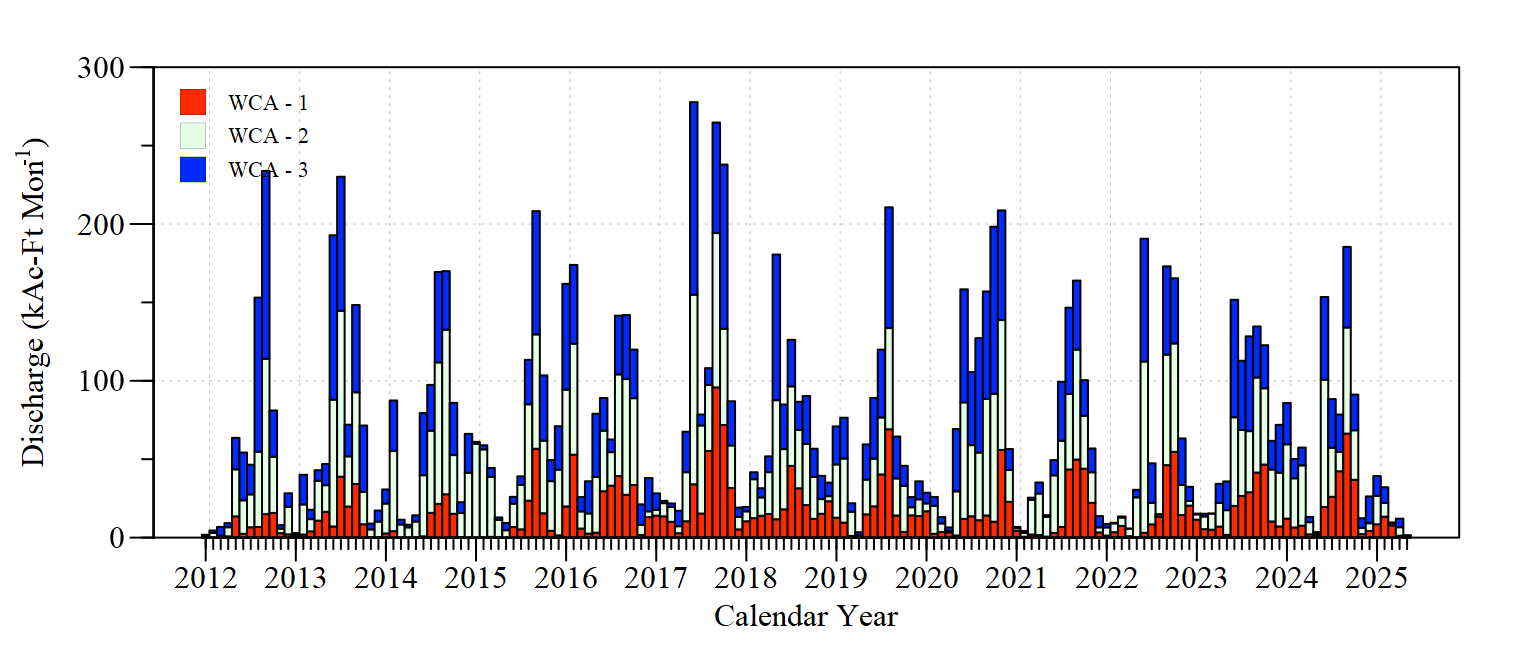 300
200
100
0
Discharge (kAc-Ft Mon-1)
WCA - 1
WCA - 2
WCA - 3
2012 2013 2014 2015 2016 2017 2018 2019 2020 2021 2022 2023 2024 2025
Calendar Year